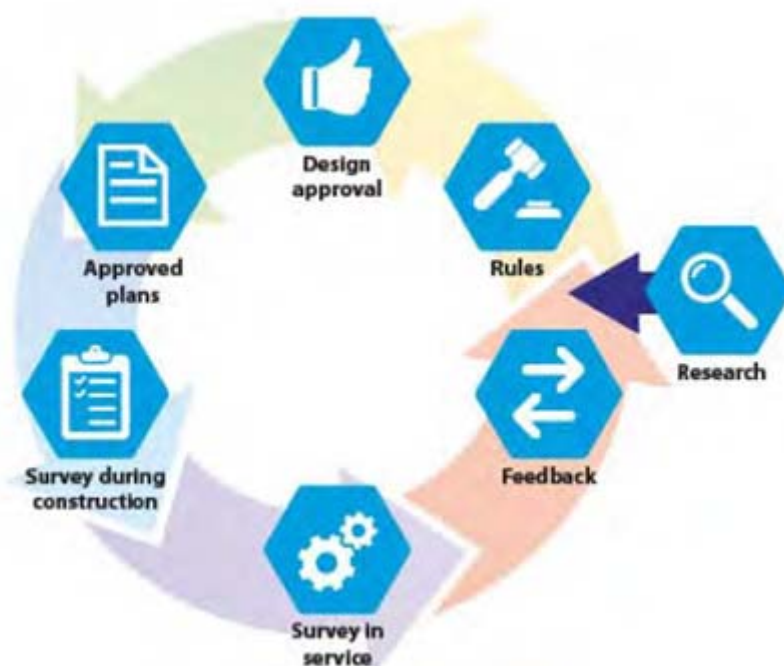 Design
approval
Rules
Approved
plans
Research
Feedback
Survey during
construction
Survey in
service